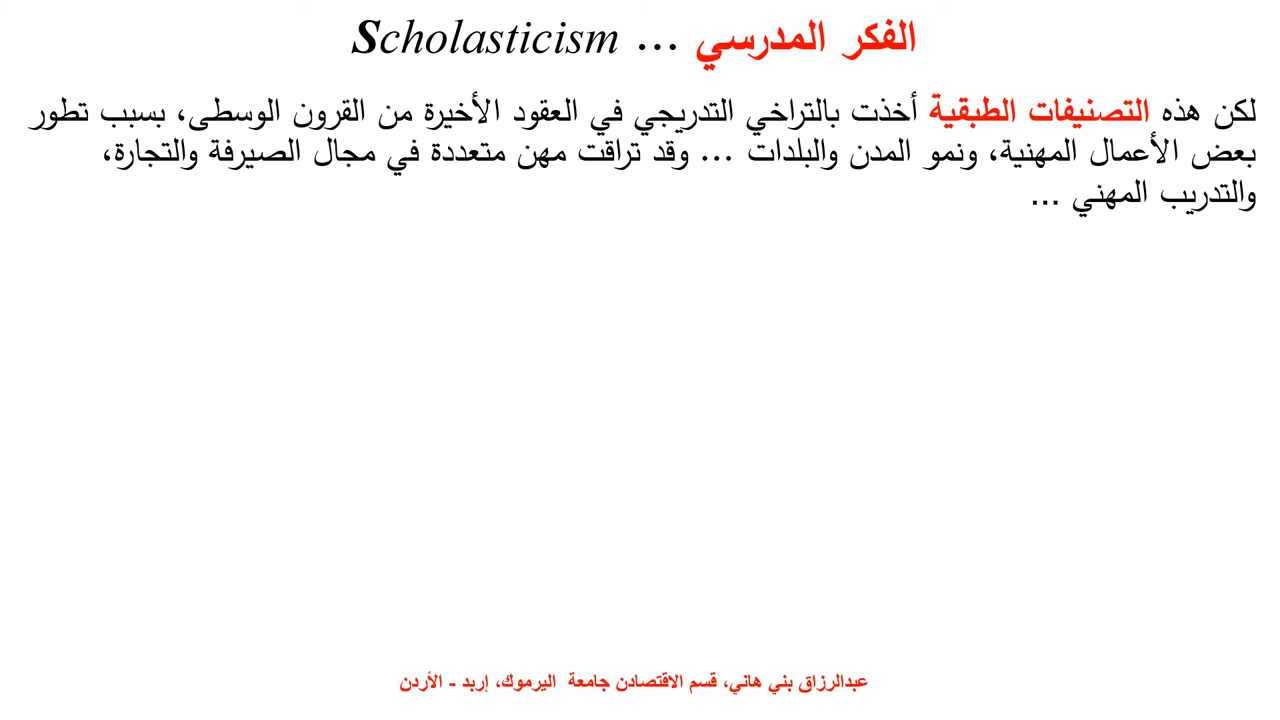 الفكر المدرسي ... Scholasticism
لكن هذه التصنيفات الطبقية أخذت بالتراخي التدريجي في العقود الأخيرة من القرون الوسطى، بسبب تطور
بعض الأعمال المهنية، ونمو المدن والبلدات ... وقد تراقت مهن متعددة في مجال الصيرفة والتجارة،
والتدريب المهني ...
عبدالرزاق بني هاني، قسم الاقتصادن جامعة اليرموك، إربد - الأردن